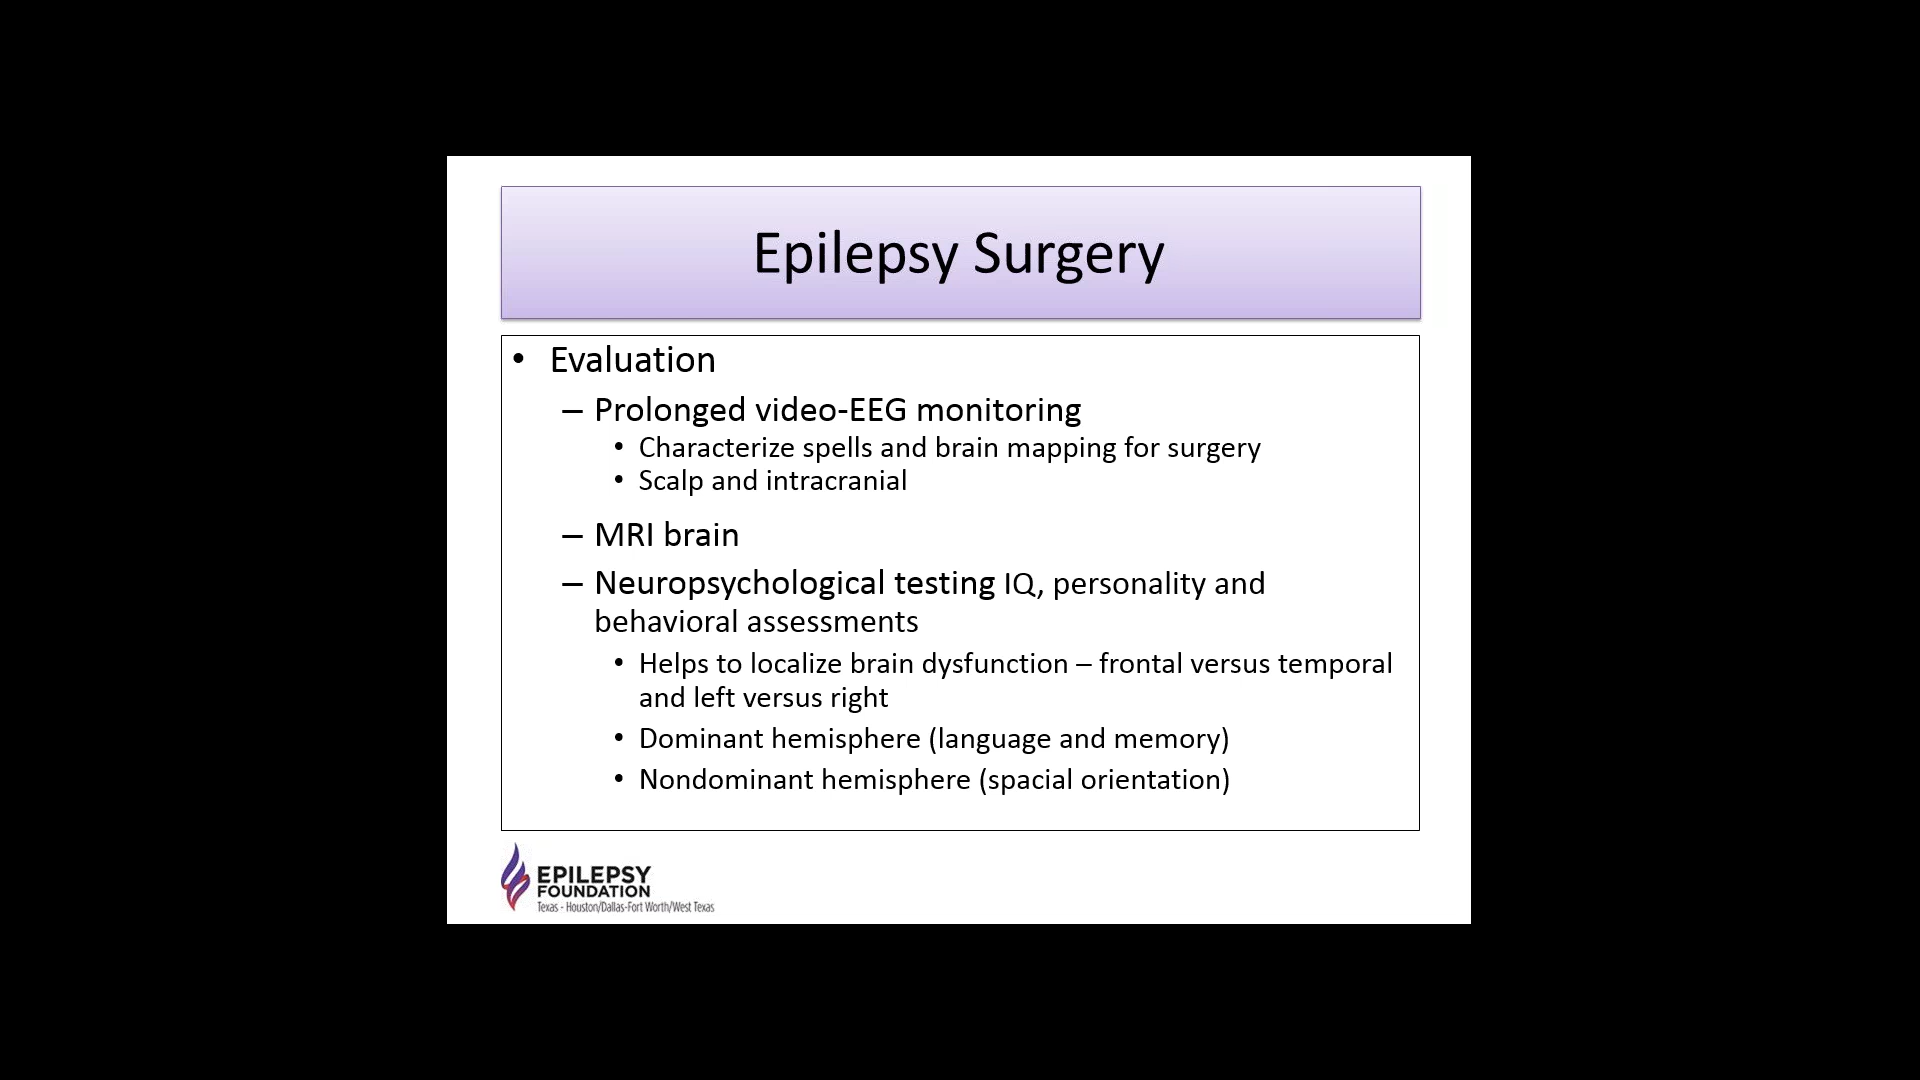 Epilepsy Surgery
• Evaluation
– Prolonged video-EEG monitoring
• Characterize spells and brain mapping for surgery
• Scalp and intracranial
– MRI brain
– Neuropsychological testing IQ, personality and
behavioral assessments
• Helps to localize brain dysfunction – frontal versus temporal
and left versus right
• Dominant hemisphere (language and memory)
• Nondominant hemisphere (spacial orientation)
EPILEPSY
FOUNDATION
Texas - Houston/Dallas-Fort Worth/West Texas